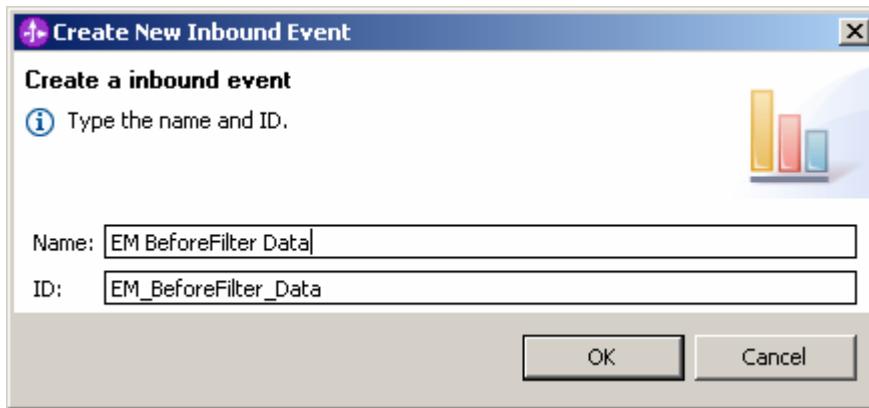 Create New Inbound Event
Create a inbound event
Type the name and ID.
Name: EM BeforeFilter Data
ID: EM_BeforeFilter_Data
OK Cancel